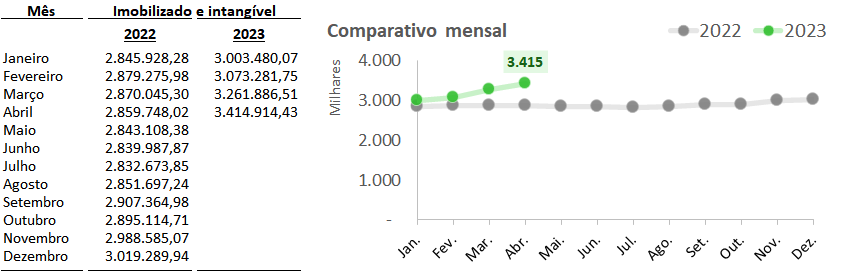 Mês Imobilizado e intangível
2022 2023
Janeiro 2.845.928,28 3.003.480,07
Fevereiro 2.879.275,98 3.073.281,75
Março 2.870.045,30 3.261.886,51
Abril 2.859.748,02 3.414.914,43
Maio 2.843.108,38
Junho 2.839.987,87
Julho 2.832.673,85
Agosto 2.851.697,24
Setembro 2.907.364,98
Outubro 2.895.114,71
Novembro 2.988.585,07
Dezembro 3.019.289,94
Comparativo mensal
2022 2023
Milhares
4.000
3.000
2.000
1.000
-
3.415
Jan. Fev. Mar. Abr. Mai. Jun. Jul. Ago. Set. Out. Nov. Dez.